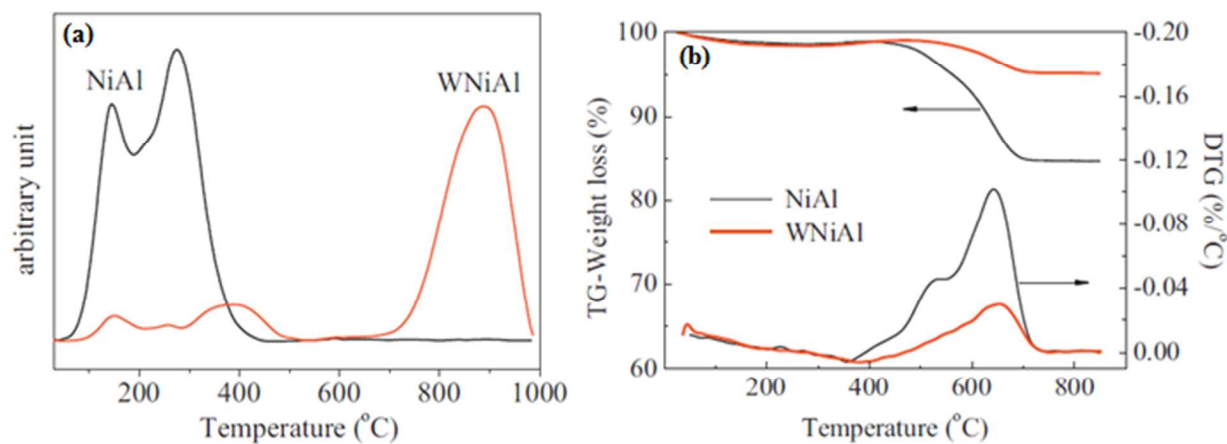 (a)
NiAl
WNiAl
arbitrary unit
200
400
600
800
1000
Temperature (°C)
(b)
100
90
80
70
60
TG-Weight loss (%)
NiAl
WNiAl
-0.20
-0.16
-0.12
-0.08
-0.04
0.00
DTG (%/°C)
0
200
400
600
800
Temperature (°C)